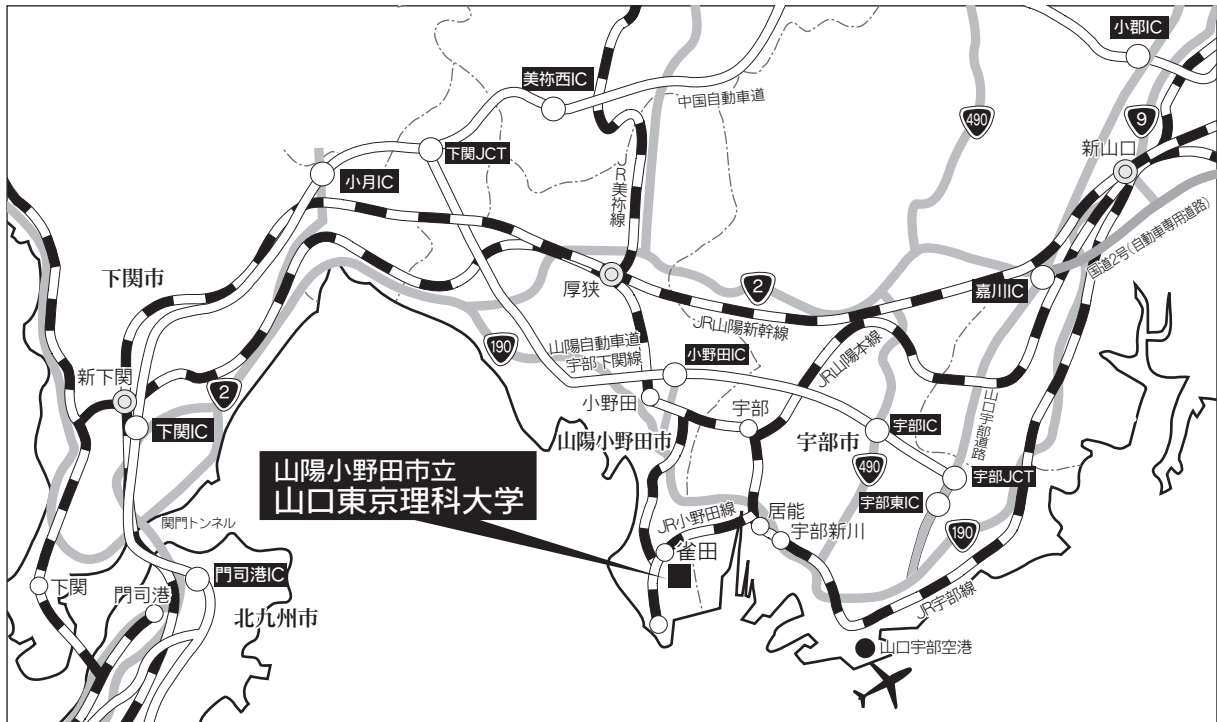 小郡IC
美祢西IC
中国自動車道
490
9
新山口
下関JCT
小月IC
JR美祢線
国道2号(自動車専用道路)
下関市
厚狭
2
嘉川IC
JR山陽新幹線
190
山陽自動車道
宇部下関線
小野田IC
JR山陽本線
新下関
2
小野田
宇部
山口宇部道路
下関IC
山陽小野田市
宇部市
宇部IC
山陽小野田市立
山口東京理科大学
490
宇部JCT
宇部東IC
関門トンネル
JR小野田線
居能
宇部新川
190
雀田
下関
門司港IC
門司港
北九州市
JR宇部線
山口宇部空港